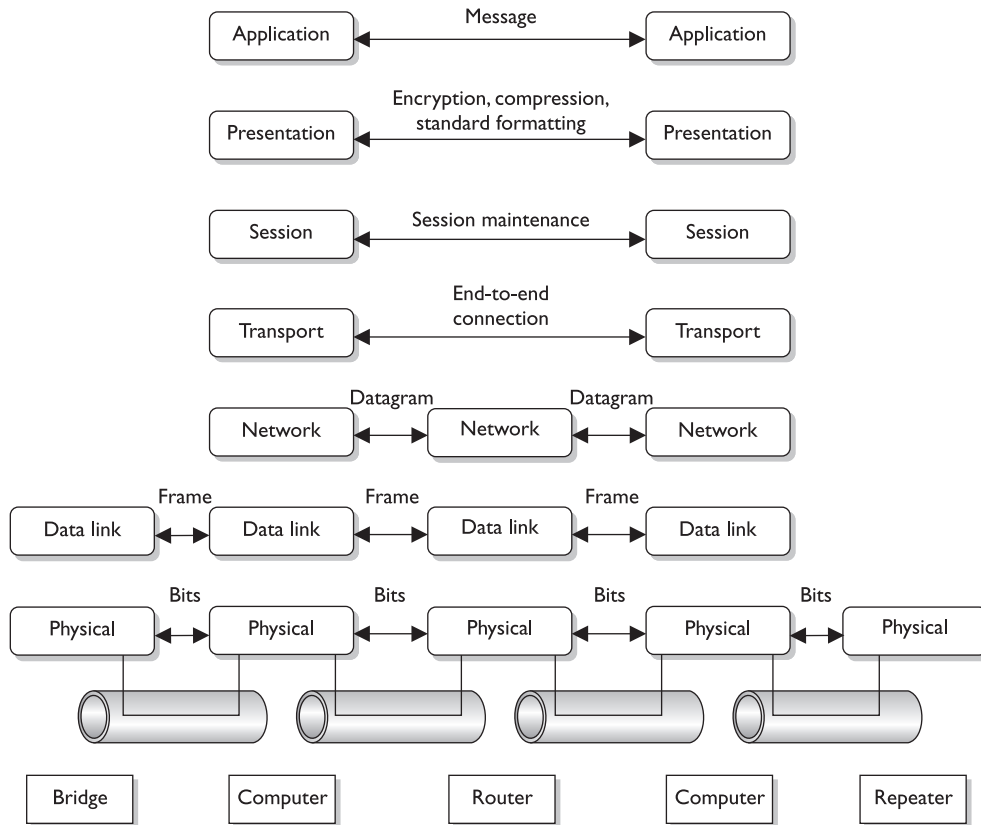 Message
Application
Application
Encryption, compression,
standard formatting
Presentation
Presentation
Session maintenance
Session
Session
End-to-end
connection
Transport
Transport
Datagram
Datagram
Network
Network
Network
Frame
Frame
Frame
Data link
Data link
Data link
Data link
Bits
Bits
Bits
Bits
Physical
Physical
Physical
Physical
Physical
Bridge
Computer
Router
Computer
Repeater